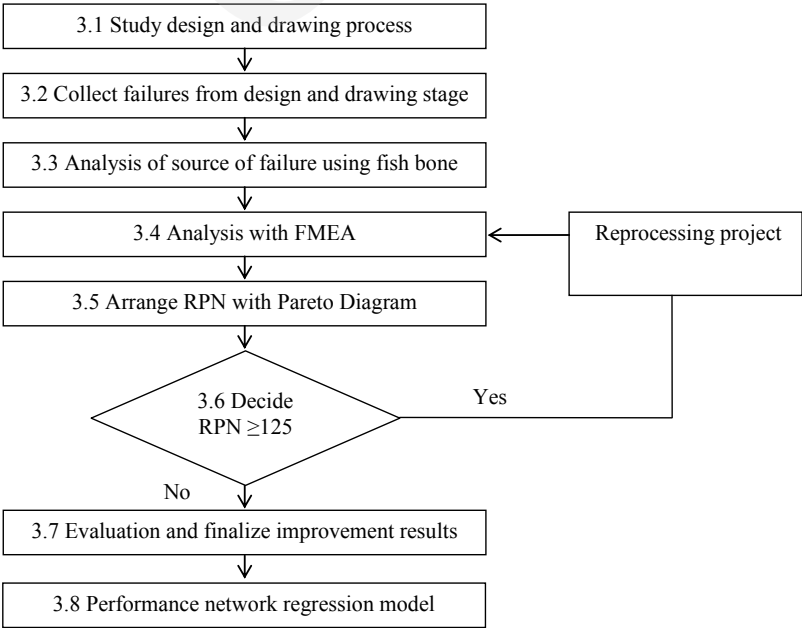 3.1 Study design and drawing process
3.2 Collect failures from design and drawing stage
3.3 Analysis of source of failure using fish bone
3.4 Analysis with FMEA
Reprocessing project
3.5 Arrange RPN with Pareto Diagram
3.6 Decide
RPN ≥125
Yes
No
3.7 Evaluation and finalize improvement results
3.8 Performance network regression model